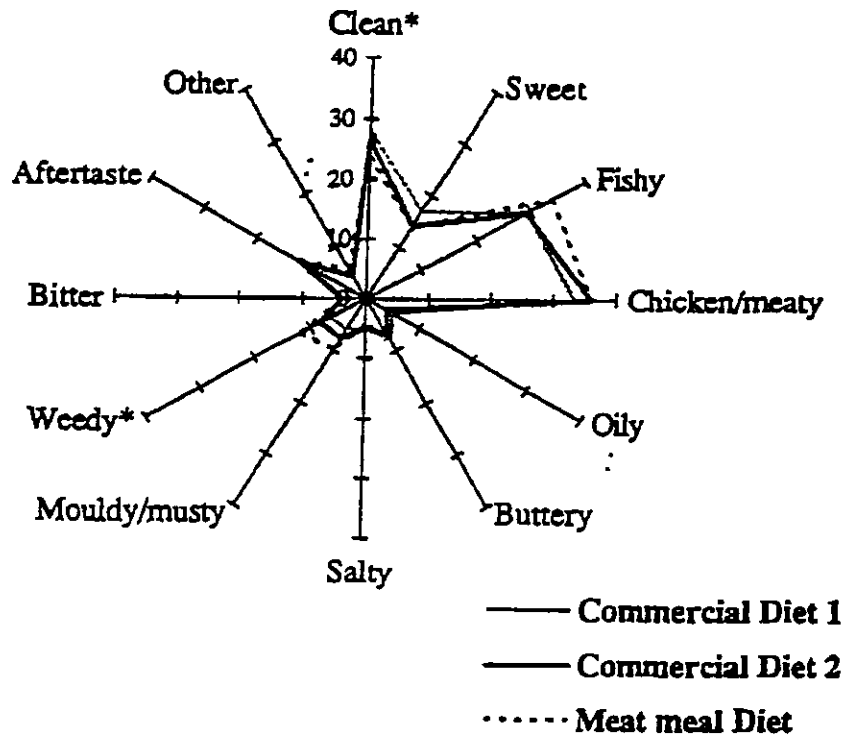 Clean*
40
Other
Sweet
30
Aftertaste
20
Fishy
10
Bitter
Chicken/meaty
Weedy*
Oily
Mouldy/musty
Buttery
Salty
Commercial Diet 1
Commercial Diet 2
Meat meal Diet